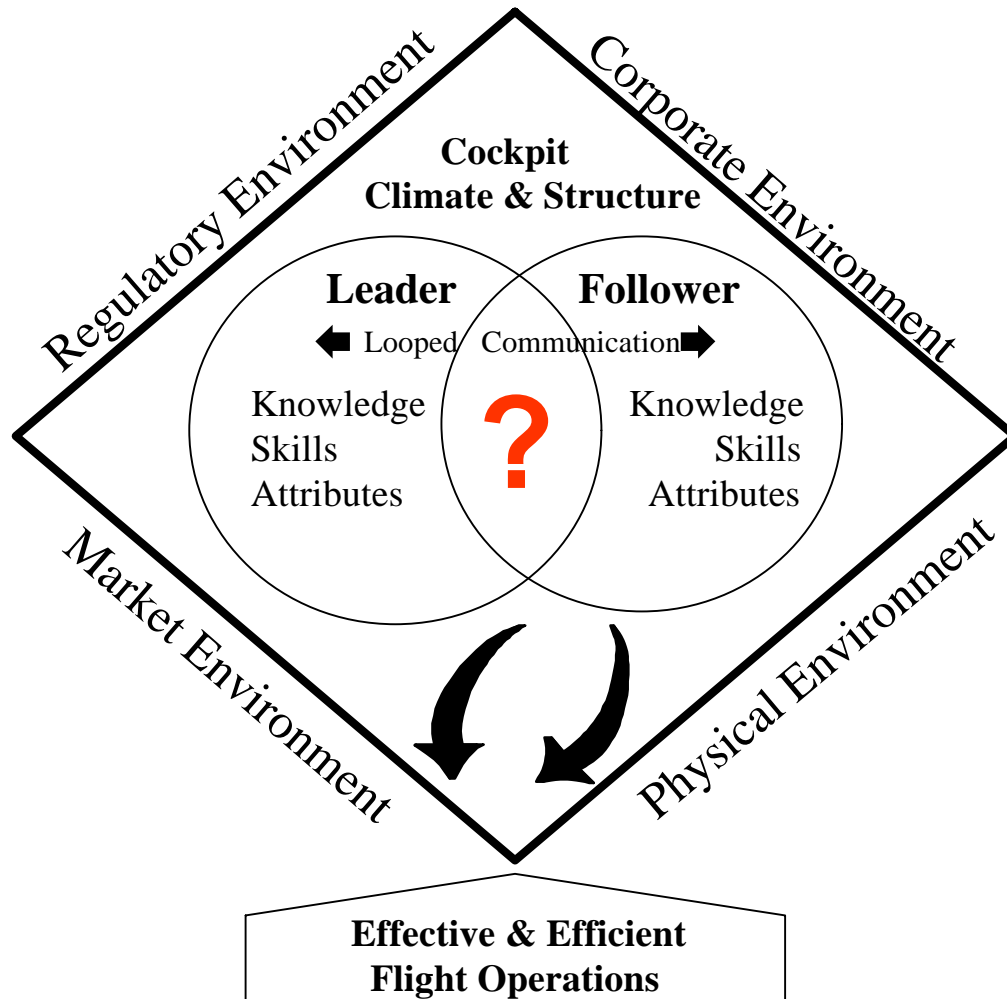 Regulatory Environment
Corporate Environment
Cockpit
Climate & Structure
Leader
Follower
Looped Communication
Knowledge
Skills
Attributes
?
Knowledge
Skills
Attributes
Market Environment
Physical Environment
Effective & Efficient
Flight Operations